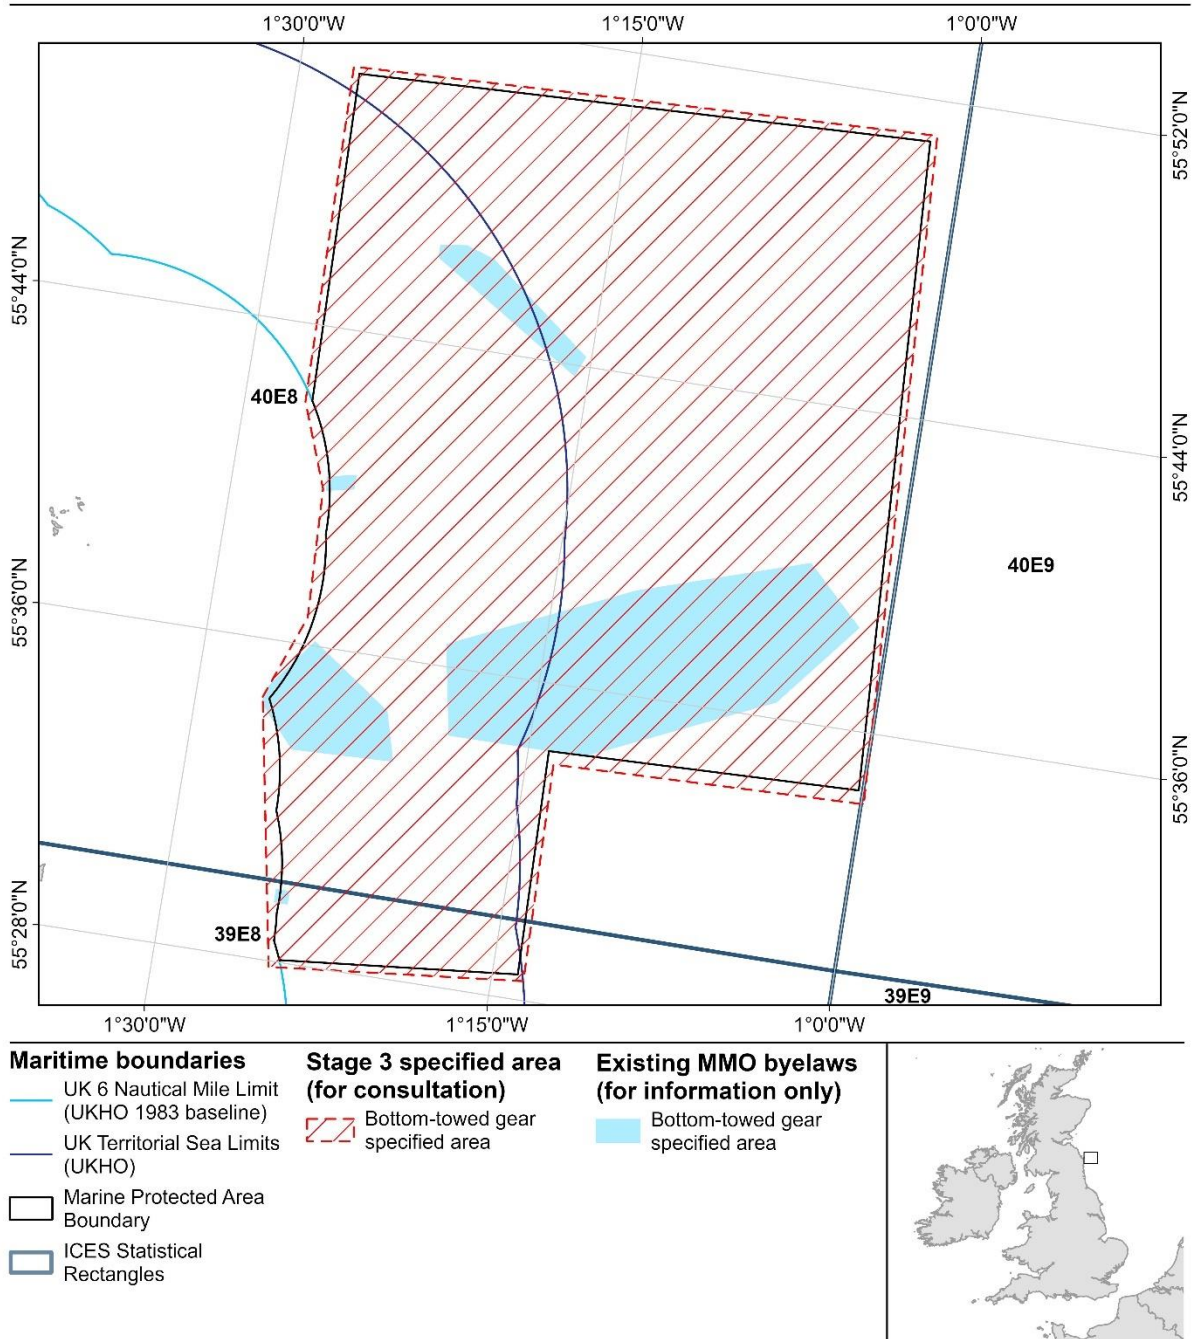 1°30'0"W
1°15'0"W
1°0'0"W
55°52'0"N
55°44'0"N
40E8
55°44'0"N
40E9
55°36'0"N
55°36'0"N
55°28'0"N
39E8
39E9
1°30'0"W
1°15'0"W
1°0'0"W
Maritime boundaries
UK 6 Nautical Mile Limit
(UKHO 1983 baseline)
UK Territorial Sea Limits
(UKHO)
Marine Protected Area
Boundary
ICES Statistical
Rectangles
Stage 3 specified area
(for consultation)
Bottom-towed gear
specified area
Existing MMO byelaws
(for information only)
Bottom-towed gear
specified area